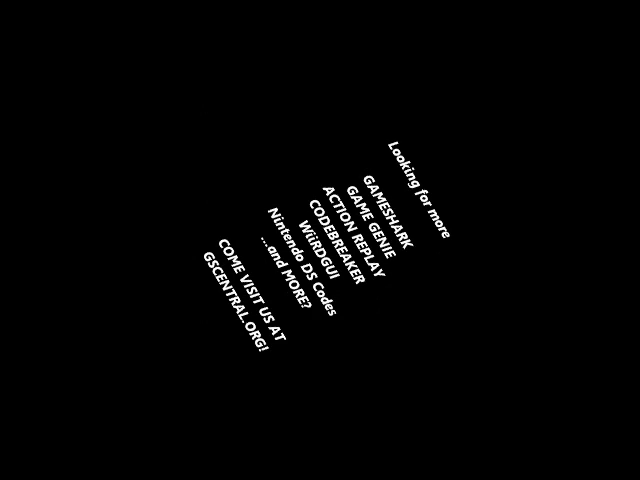 Looking for more
GAMESHARK
GAME GENIE
ACTION REPLAY
CODEBREAKER
WiiRDGUI
Nintendo DS Codes
...and MORE?
COME VISIT US AT
GSCENTRAL.ORG!